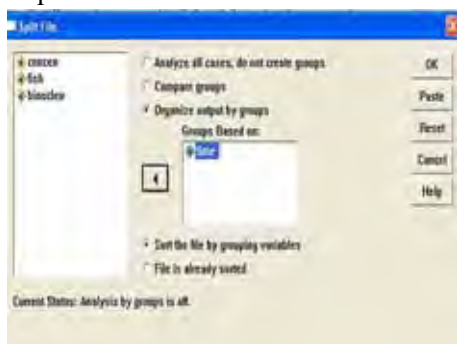 Split File
concen
fish
Analyze all cases, do not create groups
Compare groups
Organize output by groups
Groups Based on:
time
Sort the file by grouping variables
File is already sorted
OK
Paste
Reset
Cancel
Help
Current Status: Analysis by groups is off.